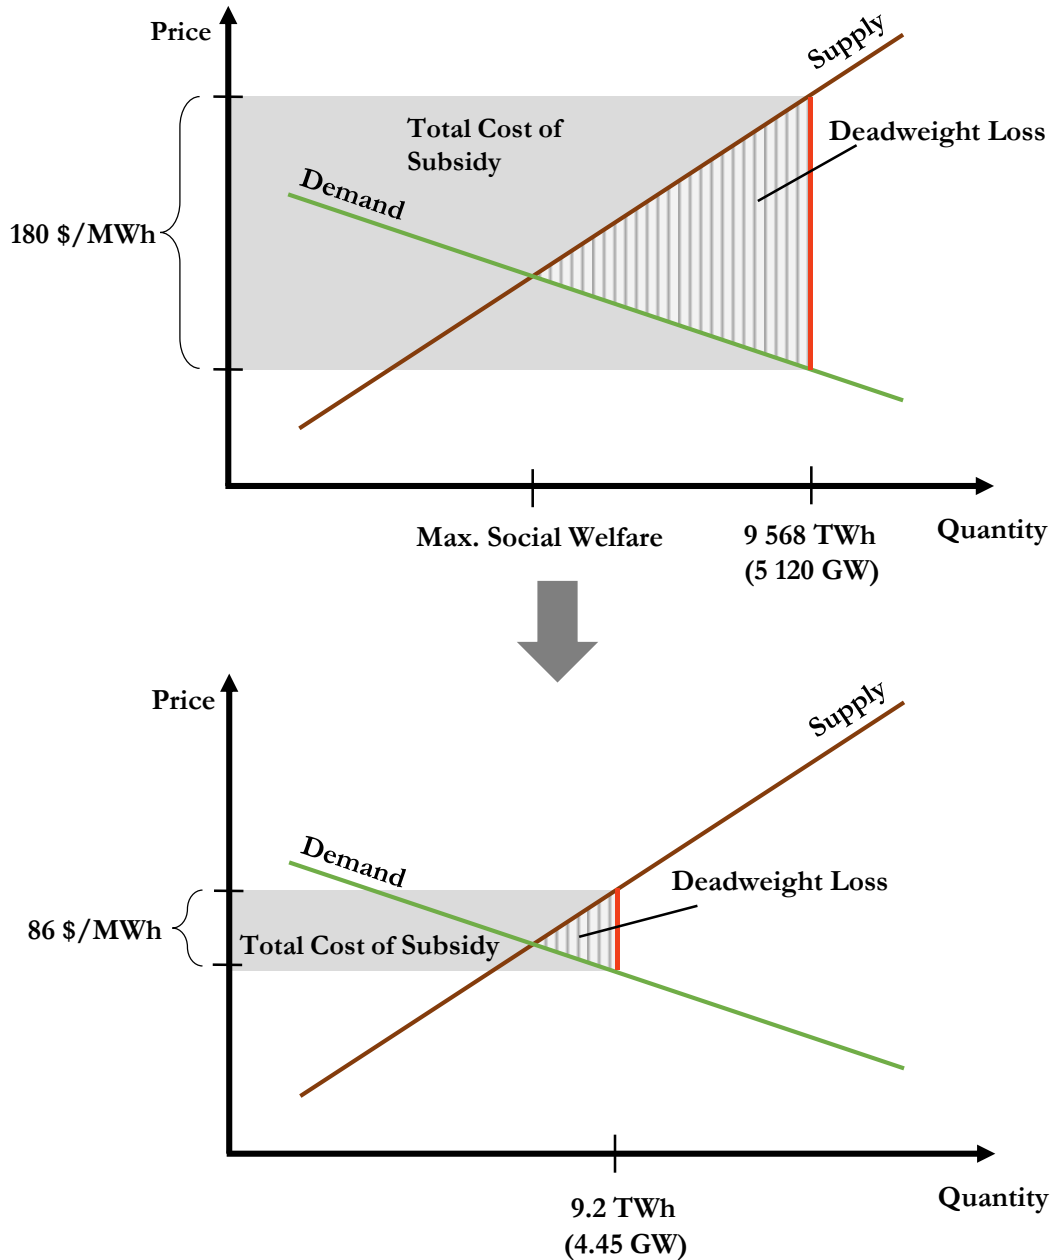 Price
Supply
Total Cost of
Subsidy
Deadweight Loss
Demand
180 $/MWh
Max. Social Welfare
9 568 TWh
(5 120 GW)
Quantity
Price
Supply
Demand
Deadweight Loss
86 $/MWh
Total Cost of Subsidy
9.2 TWh
(4.45 GW)
Quantity